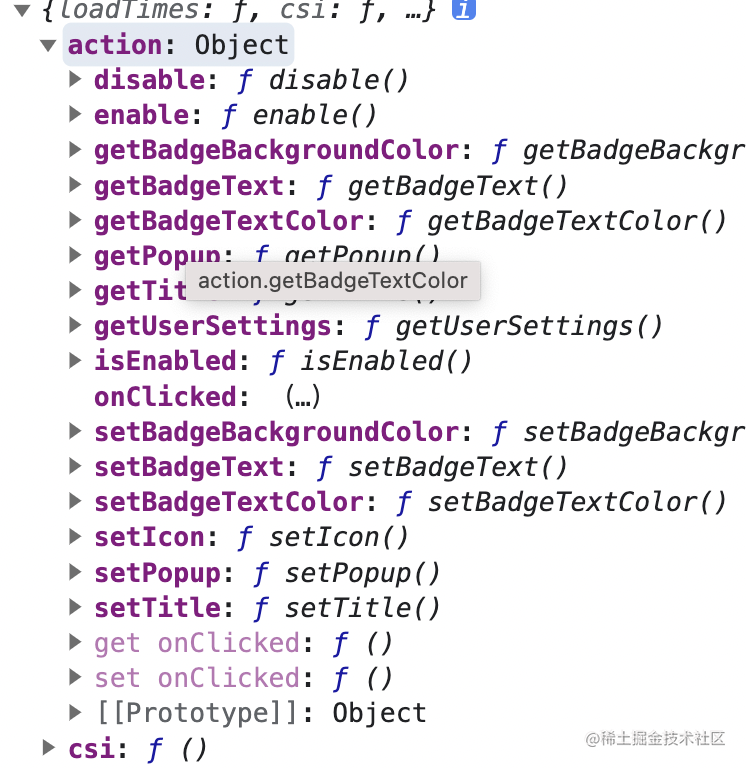 {loadTimes: ƒ, csi: ƒ, …} i
action: Object
disable: ƒ disable()
enable: ƒ enable()
getBadgeBackgroundColor: ƒ getBadgeBackgr
getBadgeText: ƒ getBadgeText()
getBadgeTextColor: ƒ getBadgeTextColor()
getPopup: ƒ getPopup()
action.getBadgeTextColor
getTit
getUserSettings: ƒ getUserSettings()
isEnabled: ƒ isEnabled()
onClicked: (…)
setBadgeBackgroundColor: ƒ setBadgeBackgr
setBadgeText: ƒ setBadgeText()
setBadgeTextColor: ƒ setBadgeTextColor()
setIcon: ƒ setIcon()
setPopup: ƒ setPopup()
setTitle: ƒ setTitle()
get onClicked: ƒ ()
set onClicked: ƒ ()
[[Prototype]]: Object
csi: ƒ ()
@稀土掘金技术社区